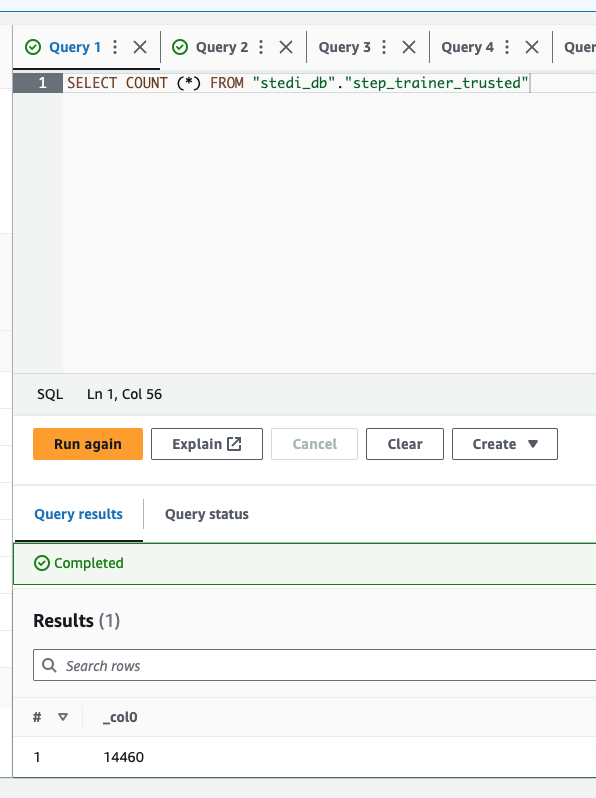 Query 1 Query 2 Query 3 Query 4 Quer
1 SELECT COUNT (*) FROM "stedi_db"."step_trainer_trusted"
SQL Ln 1, Col 56
Run again Explain Cancel Clear Create
Query results Query status
Completed
Results (1)
Search rows
# _col0
1 14460